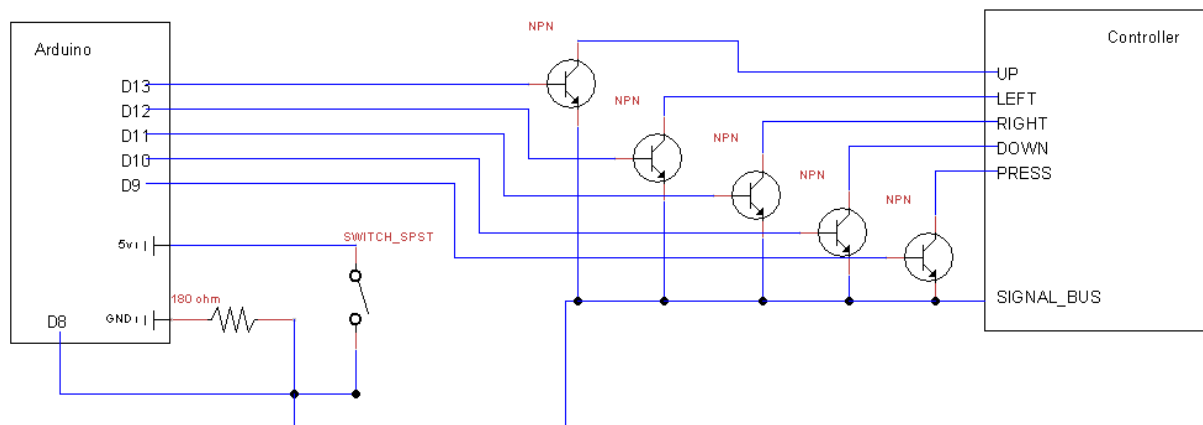 NPN
Arduino
Controller
D13
UP
NPN
D12
LEFT
D11
RIGHT
NPN
D10
DOWN
NPN
D9
PRESS
NPN
5v
SWITCH_SPST
180 ohm
SIGNAL_BUS
GND
D8